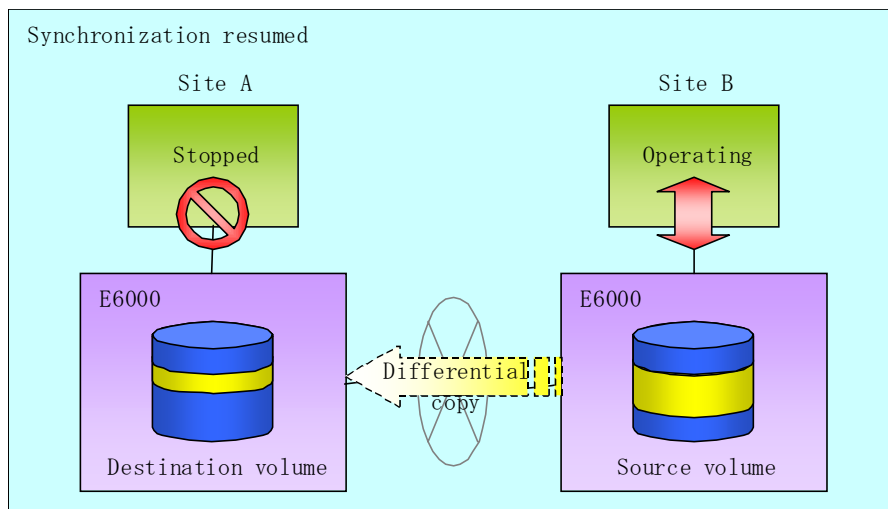 Synchronization resumed
Site A
Site B
Stopped
Operating
E6000
E6000
Differential
copy
Destination volume
Source volume